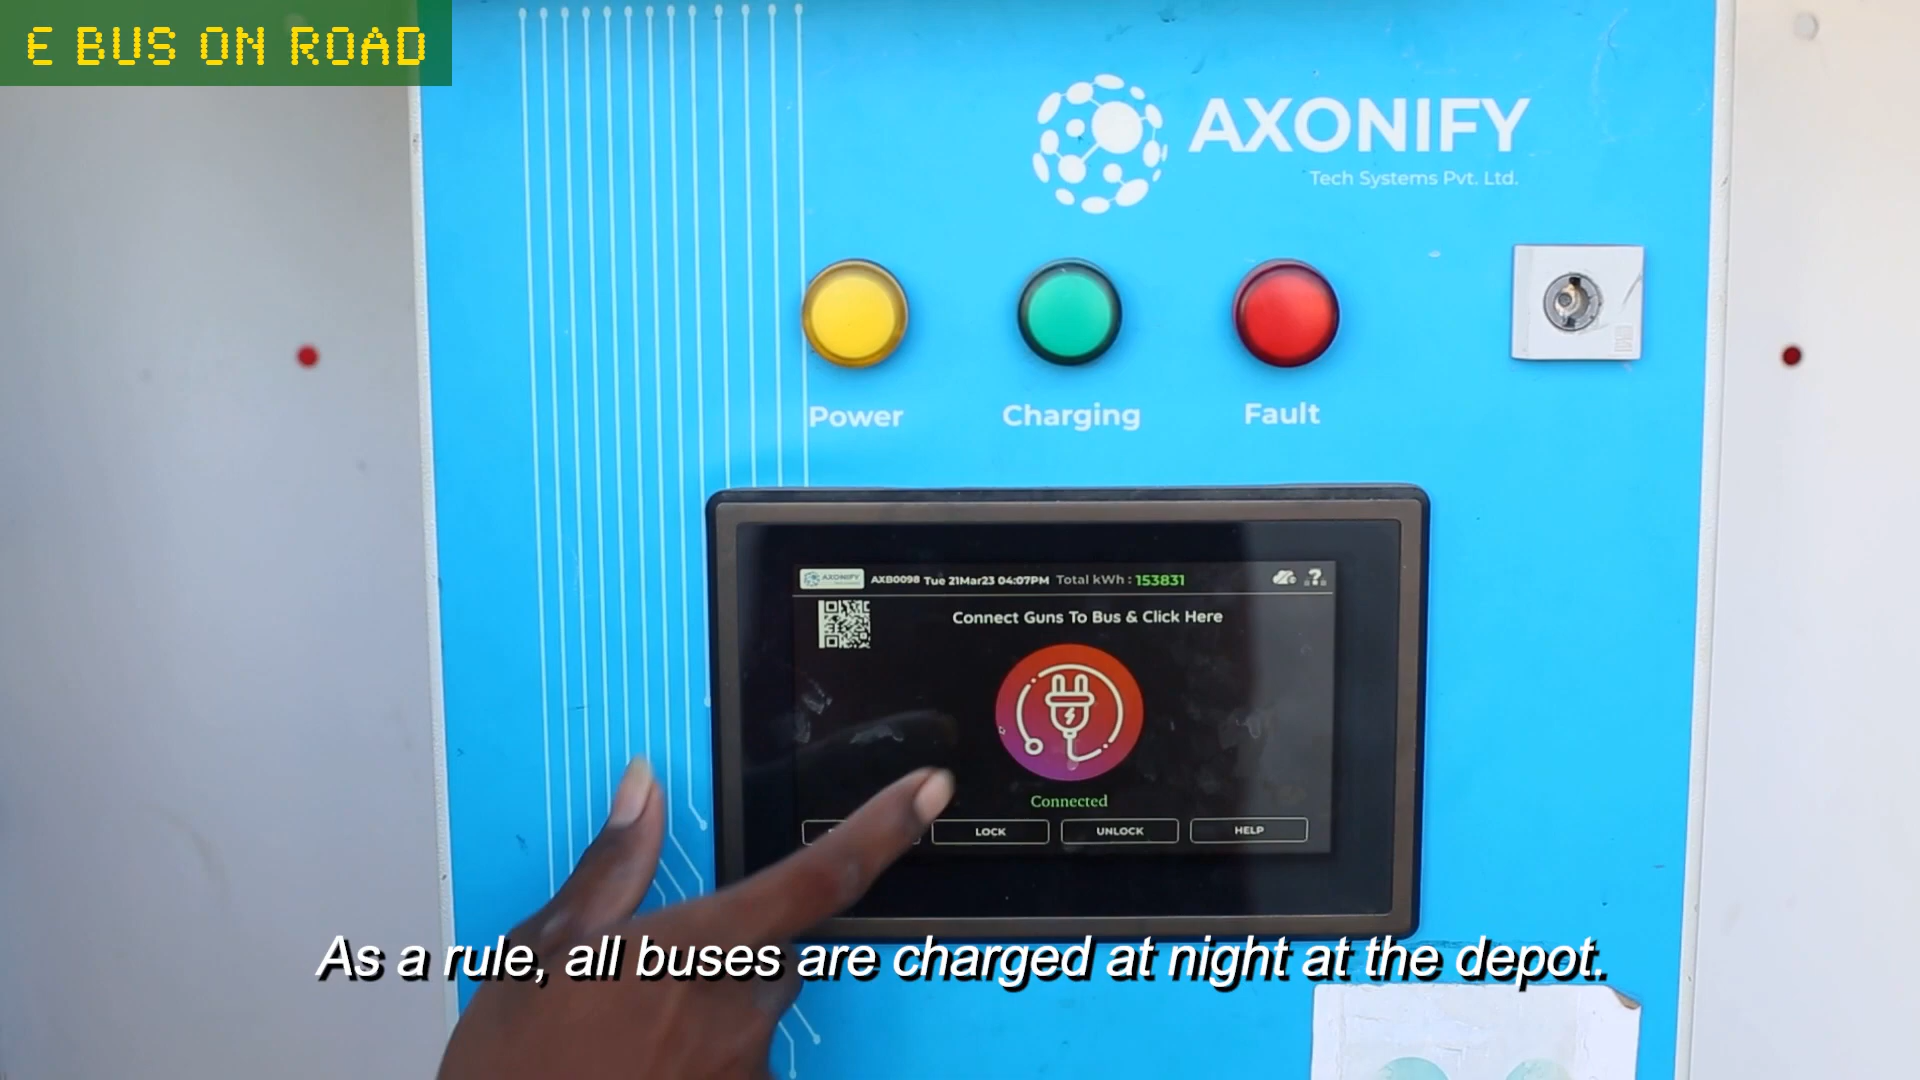 E BUS ON ROAD
AXONIFY
Tech Systems Pvt. Ltd.
Power
Charging
Fault
AXONIFY
AXB0098 Tue 21Mar23 04:07PM Total kWh : 153831
Connect Guns To Bus & Click Here
Connected
LOCK
UNLOCK
HELP
As a rule, all buses are charged at night at the depot.